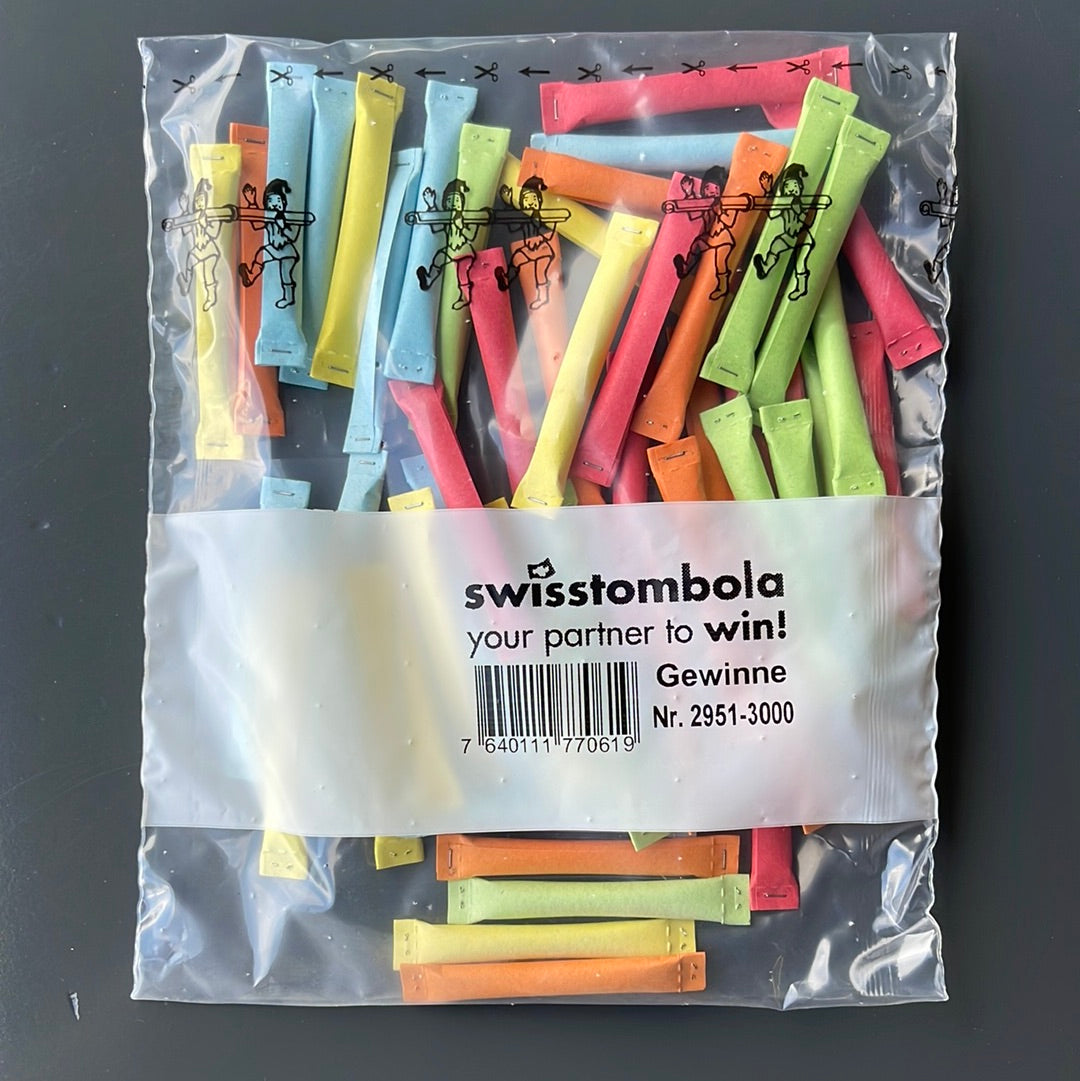 swisstombola
your partner to win!
Gewinne
Nr. 2951-3000
7 640111 770619